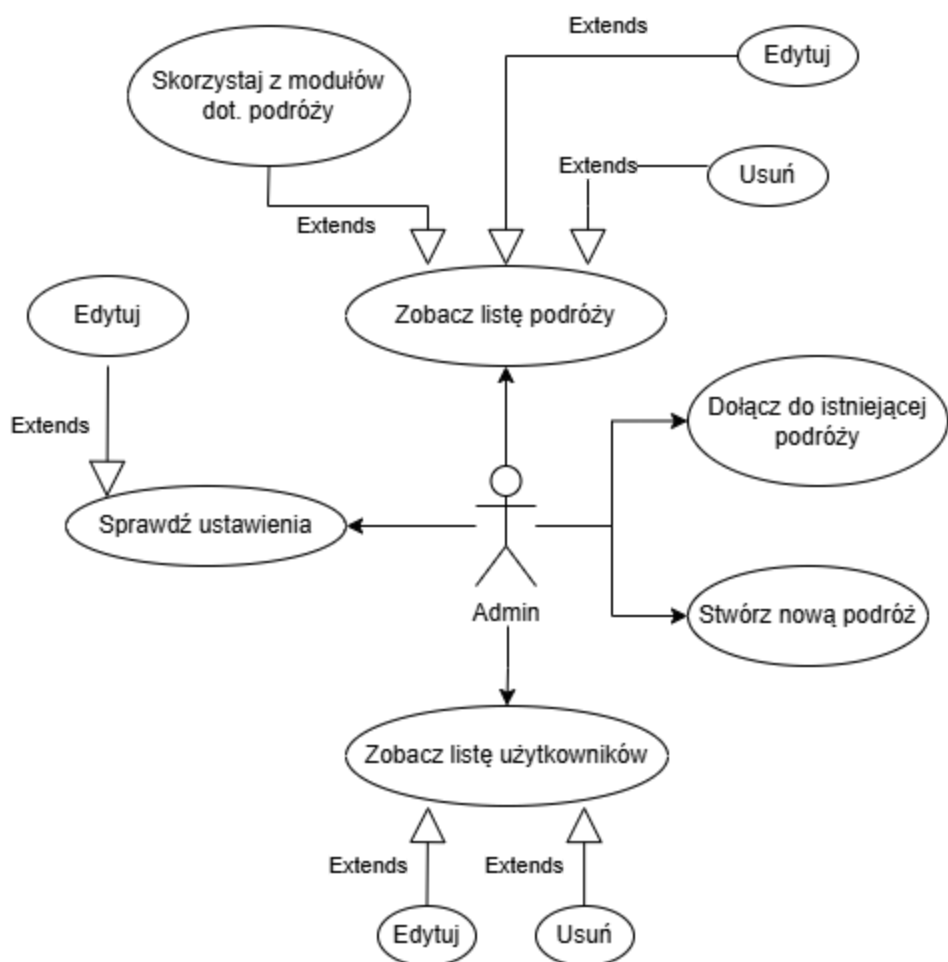 Extends
Edytuj
Skorzystaj z modułów
dot. podróży
Extends
Usuń
Extends
Zobacz listę podróży
Edytuj
Extends
Dołącz do istniejącej
podróży
Sprawdź ustawienia
Admin
Stwórz nową podróż
Zobacz listę użytkowników
Extends
Extends
Edytuj
Usuń